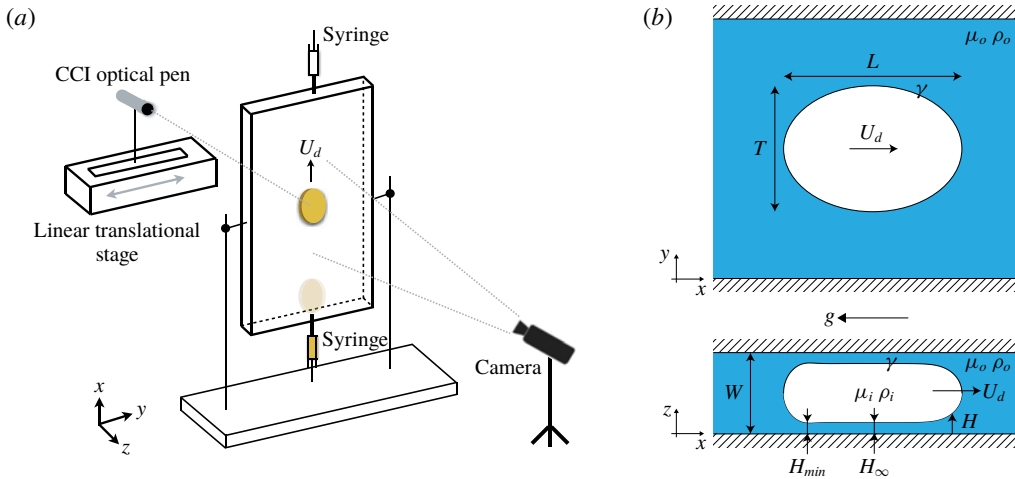 (a)
Syringe
CCI optical pen
U_d
Linear translational
stage
Syringe
Camera
x
y
z
(b)
μ_o ρ_o
L
γ
U_d
T
y
x
g
γ
μ_o ρ_o
W
μ_i ρ_i
U_d
z
H
x
H_min
H_∞